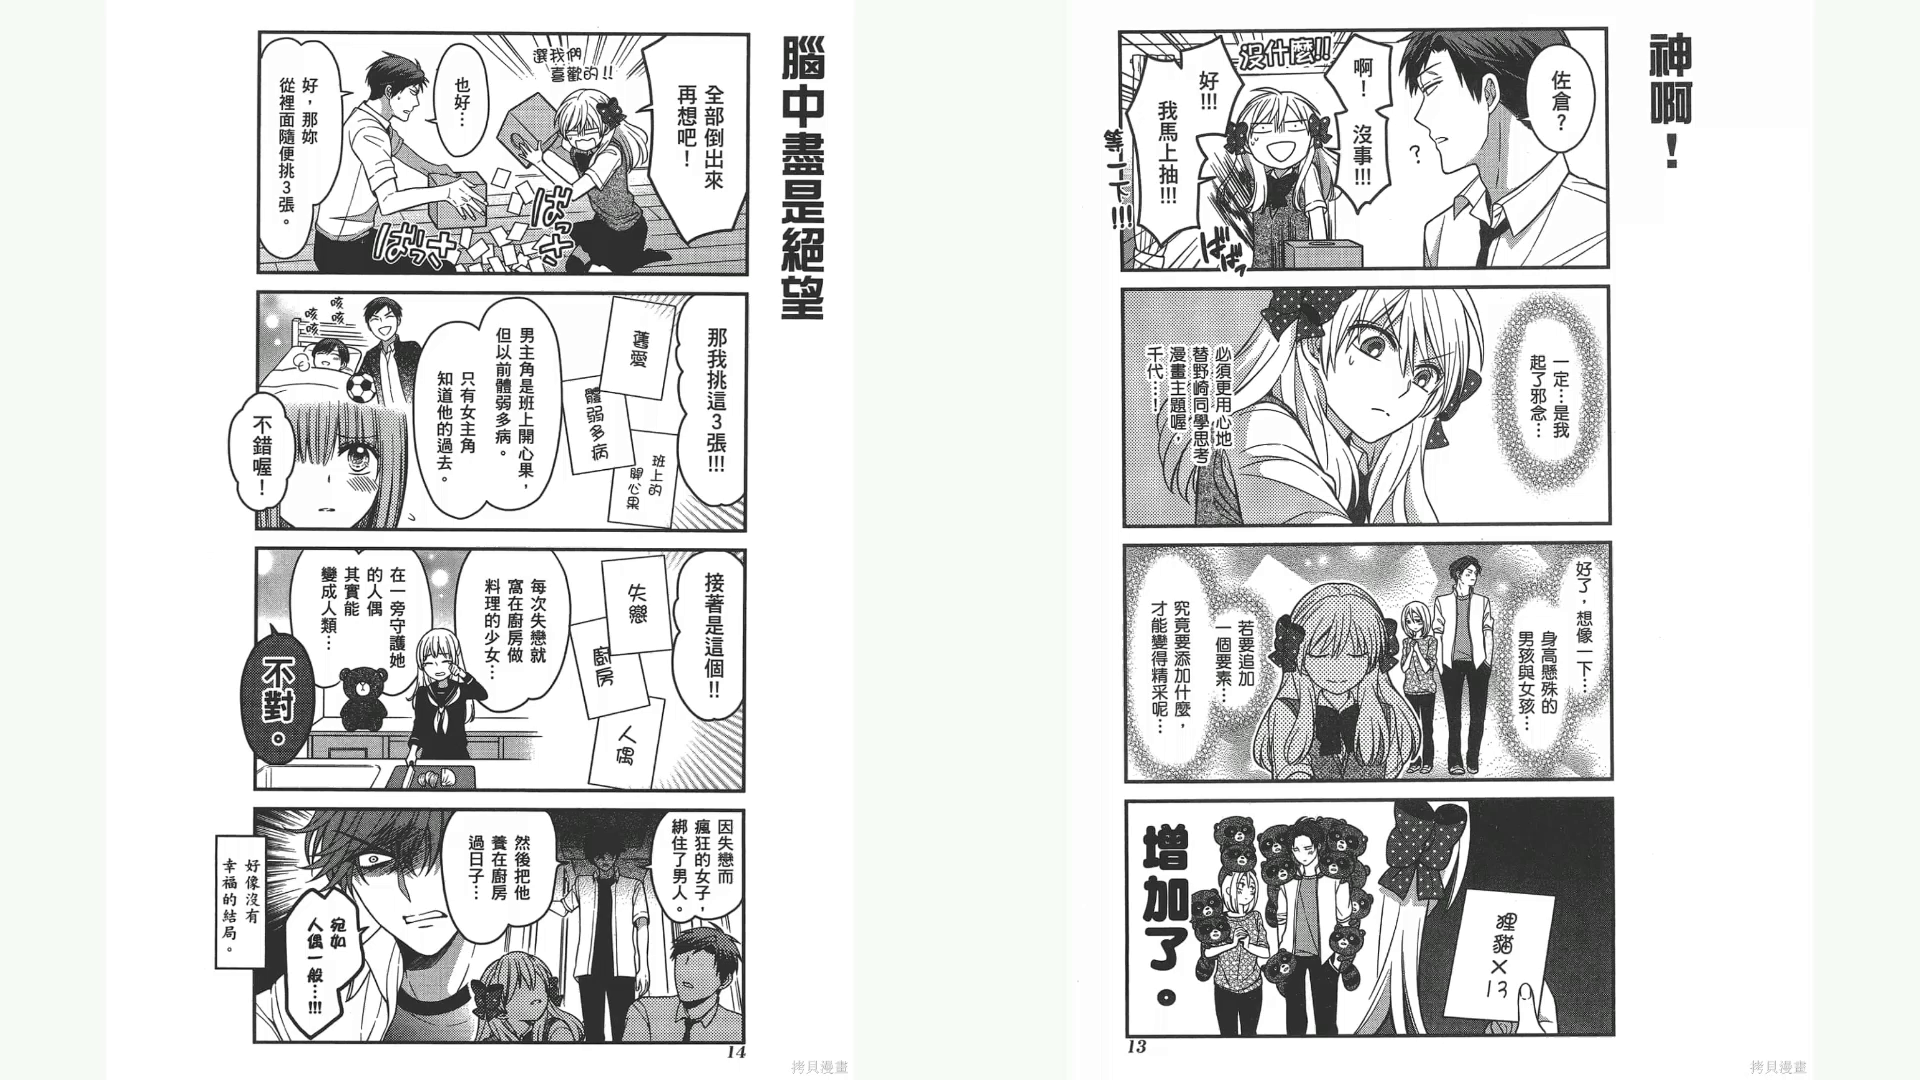 神啊！
佐倉？
？
啊！
沒事!!!
沒什麼!!
好!!!
我馬上抽!!!
等一下!!!
ばばっ
一定…是我
起了邪念…
必須更用心地
替野崎同學思考
漫畫主題喔，
千代…！
好了，想像一下…
身高懸殊的
男孩與女孩…
若要追加
一個要素…
究竟要添加什麼，
才能變得精采呢…
狸貓×13
增加了。
13
腦中盡是絕望
全部倒出來
再想吧！
選我們
喜歡的!!
也好…
好，那妳
從裡面隨便挑3張。
ばっさ
ばっさ
那我挑這3張!!!
舊愛
體弱多病
班上的
開心果
男主角是班上開心果，
但以前體弱多病。
只有女主角
知道他的過去。
咳
咳
咳
咳
不錯喔！
接著是這個!!
失戀
廚房
人偶
每次失戀就
窩在廚房做
料理的少女…
在一旁守護她
的人偶
其實能
變成人類…
不對。
因失戀而
瘋狂的女子，
綁住了男人。
然後把他
養在廚房
過日子…
宛如
人偶一般…!!!
好像沒有
幸福的結局。
14
拷貝漫畫
拷貝漫畫